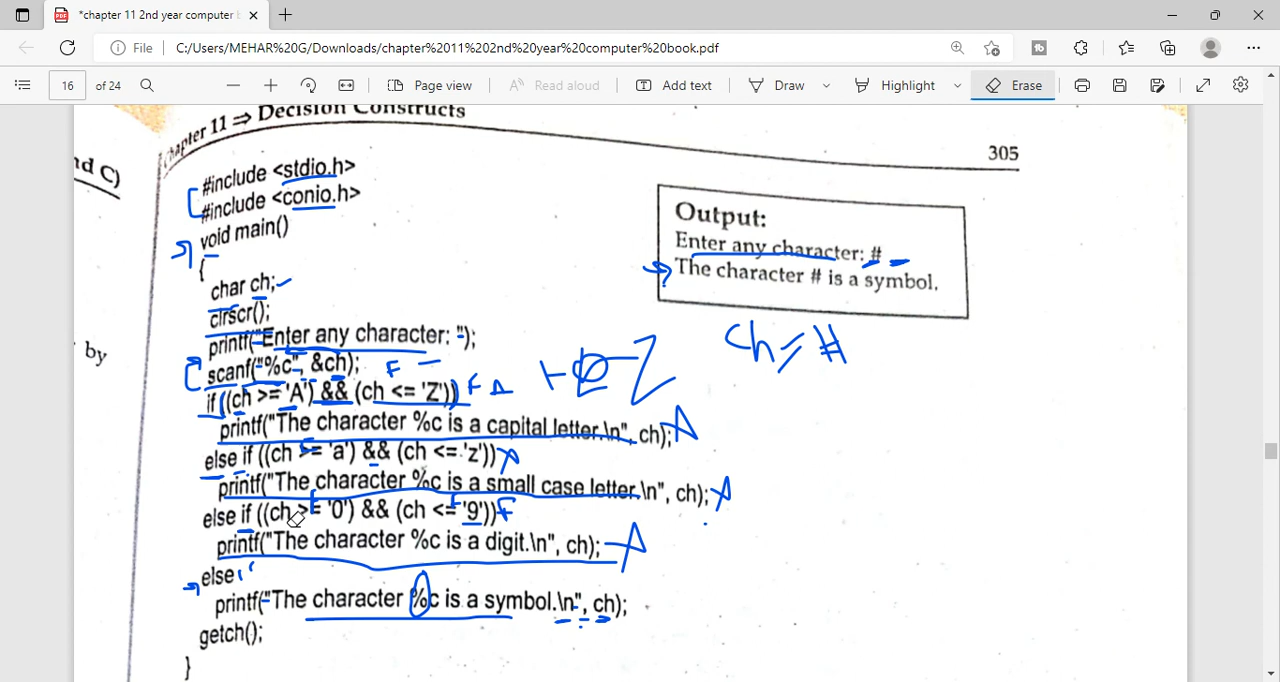 *chapter 11 2nd year computer
File C:/Users/MEHAR%20G/Downloads/chapter%2011%202nd%20year%20computer%20book.pdf
16 of 24 Page view Read aloud Add text Draw Highlight Erase
Chapter 11 ⇒ Decision Constructs
nd C)
305
#include <stdio.h>
#include <conio.h>
void main()
{
char ch;
clrscr();
printf("Enter any character: ");
scanf("%c", &ch);
if ((ch >= 'A') && (ch <= 'Z'))
printf("The character %c is a capital letter.\n", ch);
else if ((ch >= 'a') && (ch <= 'z'))
printf("The character %c is a small case letter.\n", ch);
else if ((ch >= '0') && (ch <= '9'))
printf("The character %c is a digit.\n", ch);
else
printf("The character %c is a symbol.\n", ch);
getch();
}
Output:
Enter any character: #
The character # is a symbol.
by
ch = #
F
F
F
F
F